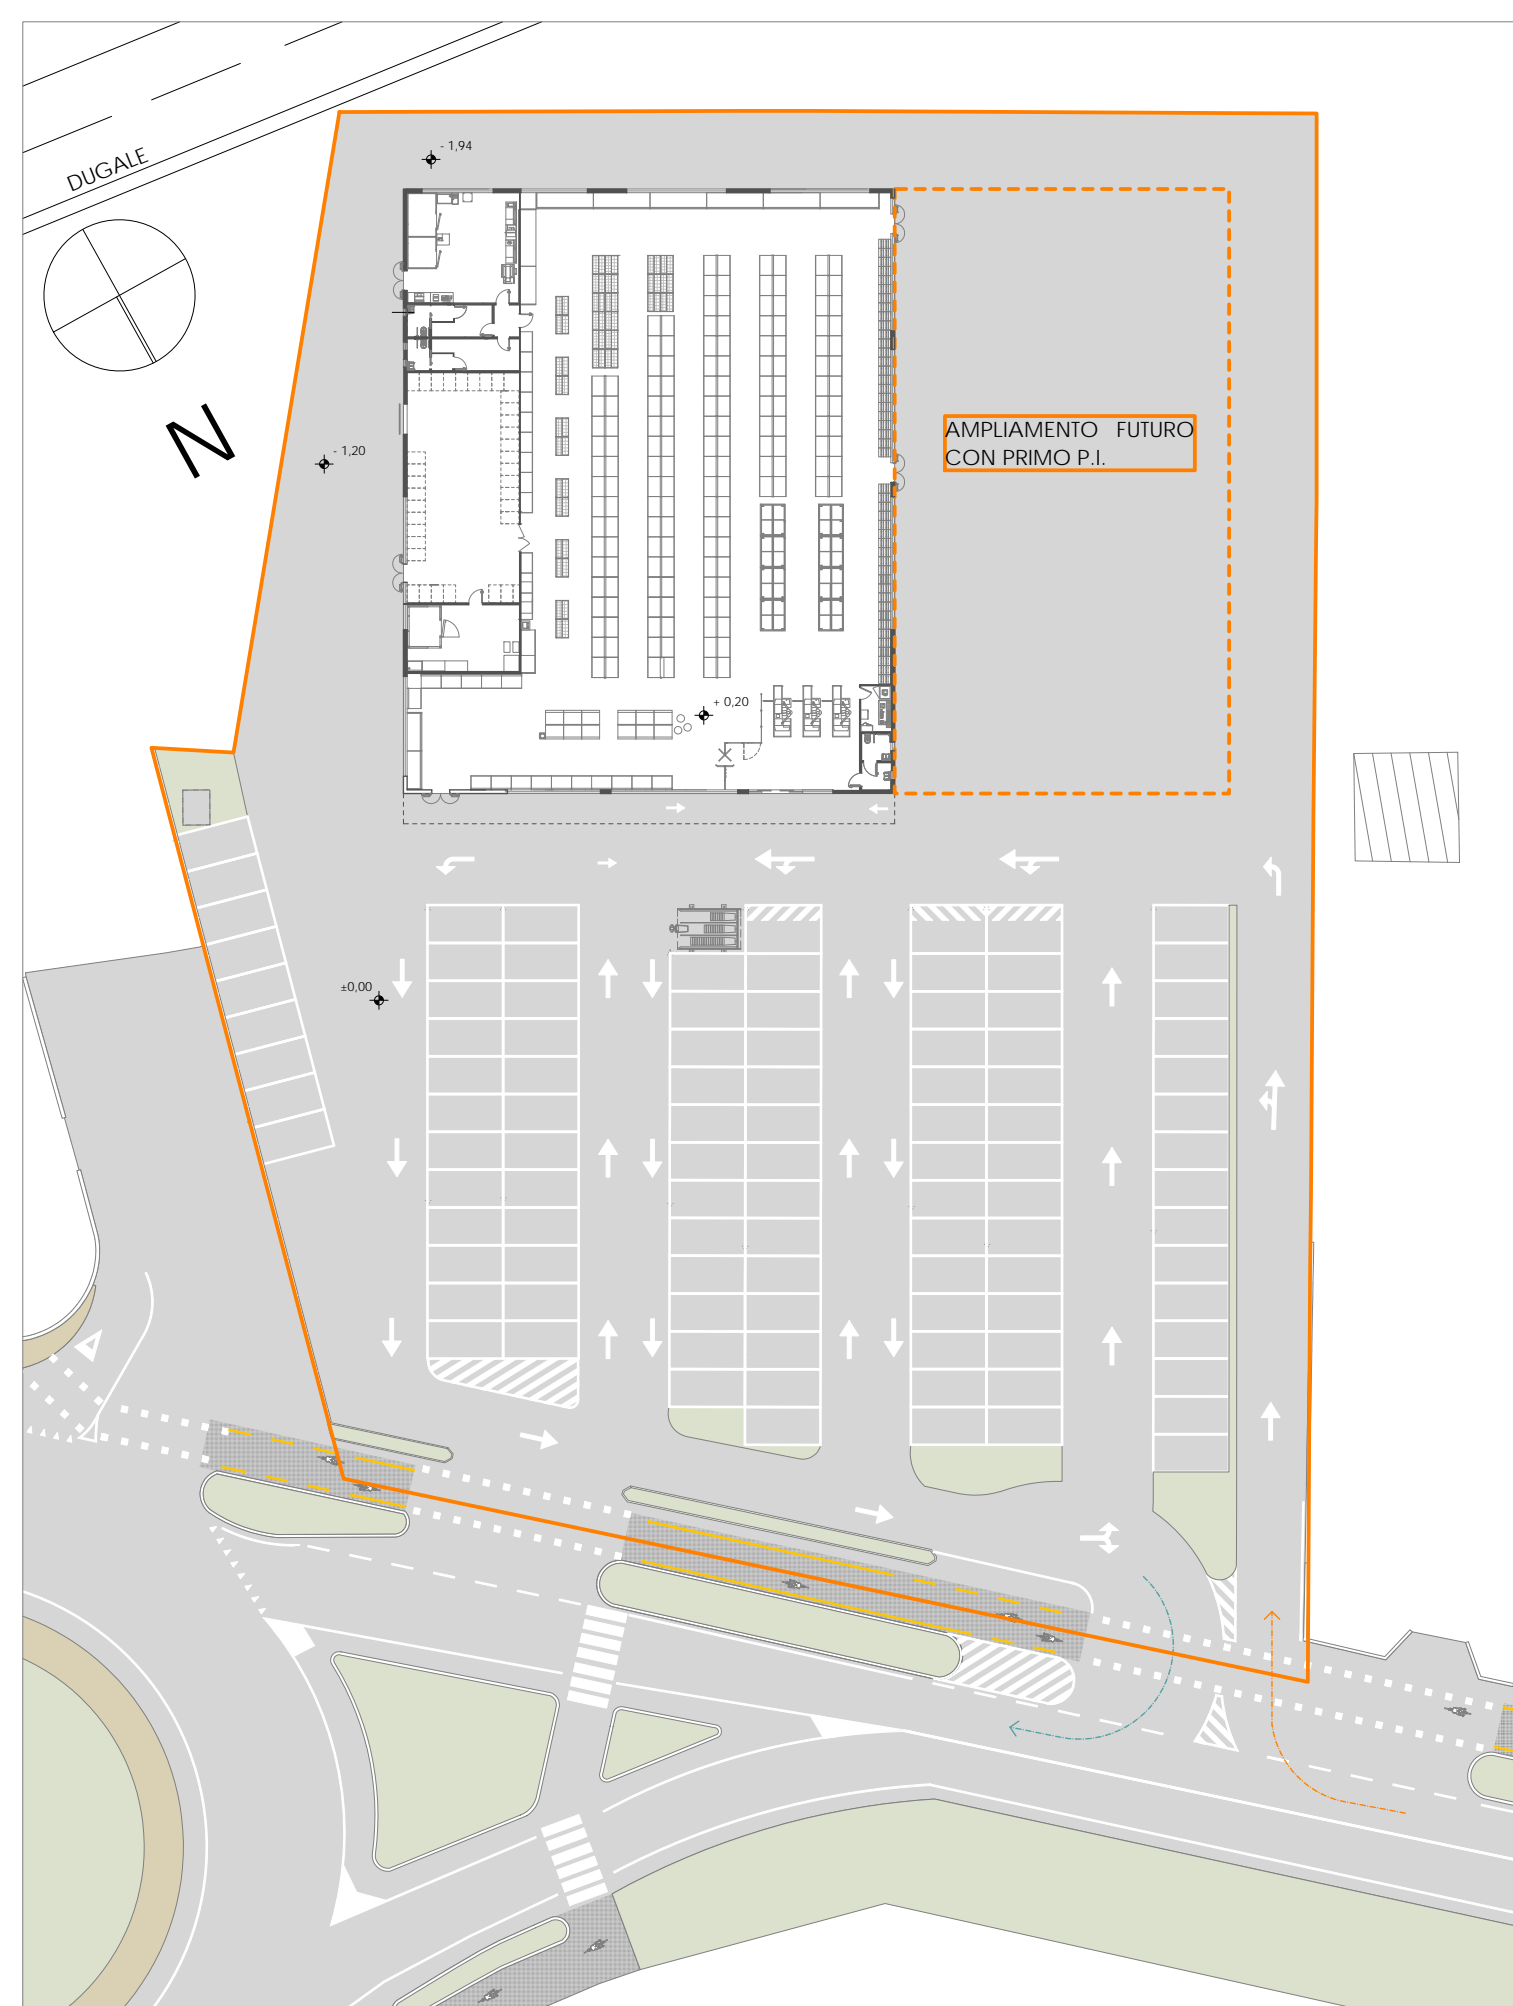 DUGALE
- 1,94
N
AMPLIAMENTO FUTURO
CON PRIMO P.I.
- 1,20
+ 0,20
±0,00